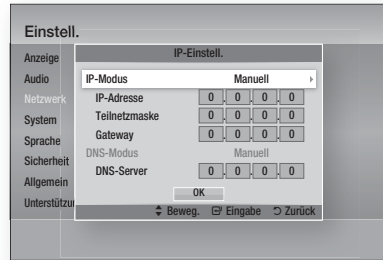 Einstell.
Anzeige
Audio
Netzwerk
System
Sprache
Sicherheit
Allgemein
Unterstützu
IP-Einstell.
IP-Modus Manuell
IP-Adresse 0 . 0 . 0 . 0
Teilnetzmaske 0 . 0 . 0 . 0
Gateway 0 . 0 . 0 . 0
DNS-Modus Manuell
DNS-Server 0 . 0 . 0 . 0
OK
Beweg. Eingabe Zurück